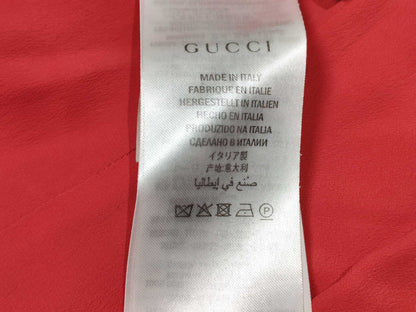 GUCCI
MADE IN ITALY
FABRIQUE EN ITALIE
HERGESTELLT IN ITALIEN
HECHO EN ITALIA
PRODUZIDO NA ITALIA
СДЕЛАНО В ИТАЛИИ
イタリア製
产地:意大利
صنع في إيطاليا
P